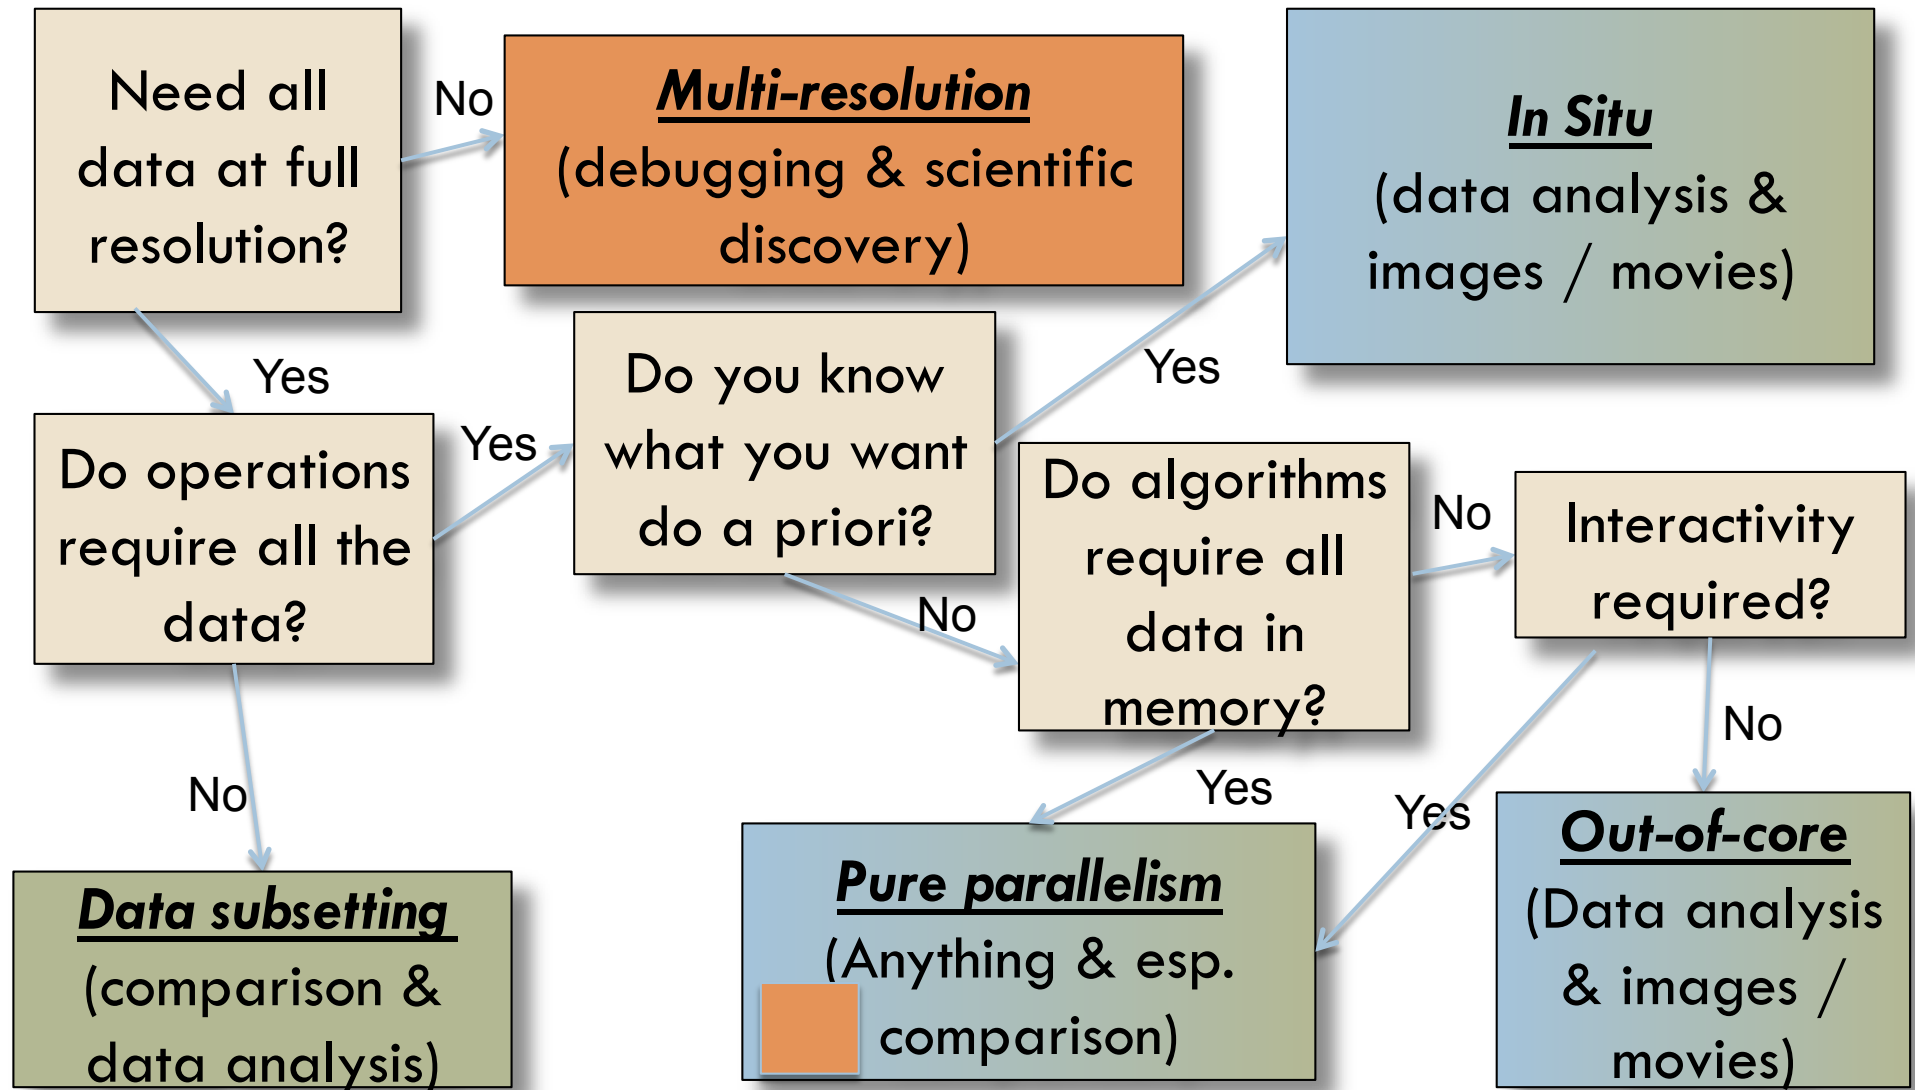 Need all
data at full
resolution?
No
Multi-resolution
(debugging & scientific
discovery)
In Situ
(data analysis &
images / movies)
Yes
Do operations
require all the
data?
Yes
Do you know
what you want
do a priori?
Yes
No
Do algorithms
require all
data in
memory?
No
Interactivity
required?
No
Yes
Yes
No
Data subsetting
(comparison &
data analysis)
Pure parallelism
(Anything & esp.
comparison)
Out-of-core
(Data analysis
& images /
movies)